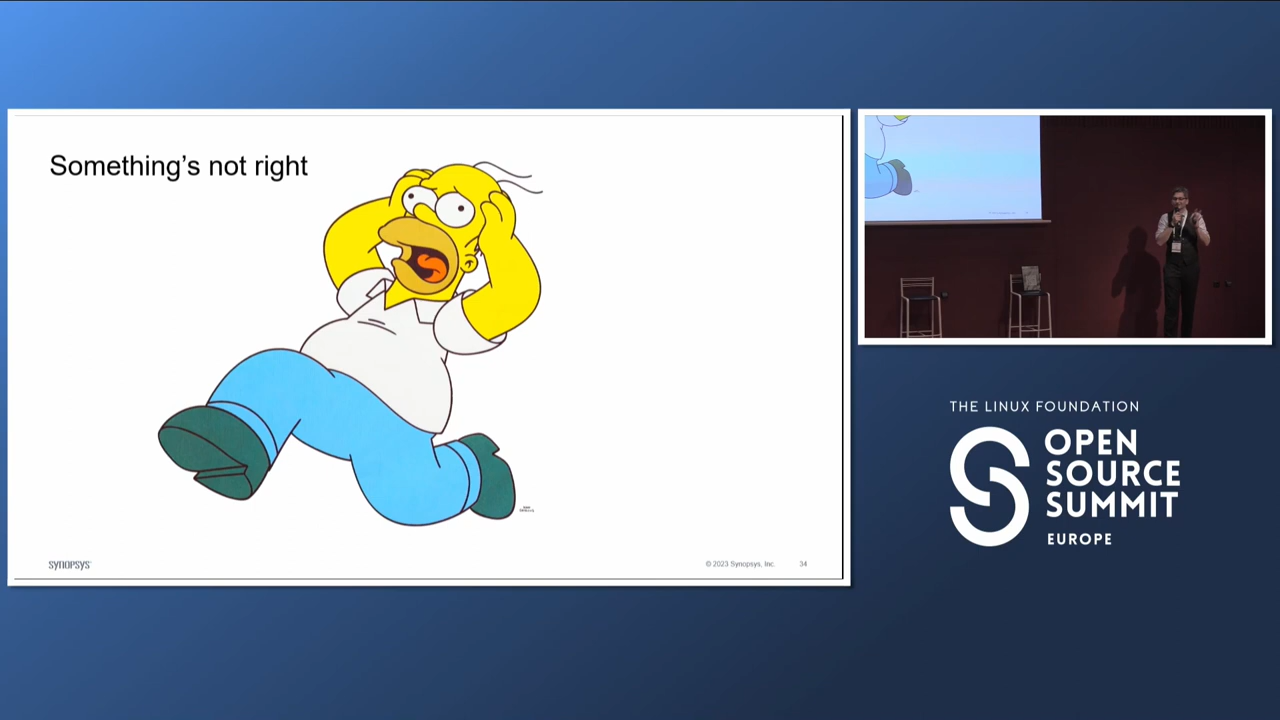 Something’s not right
SYNOPSYS®
© 2023 Synopsys, Inc.
34
THE LINUX FOUNDATION
OPEN
SOURCE
SUMMIT
EUROPE